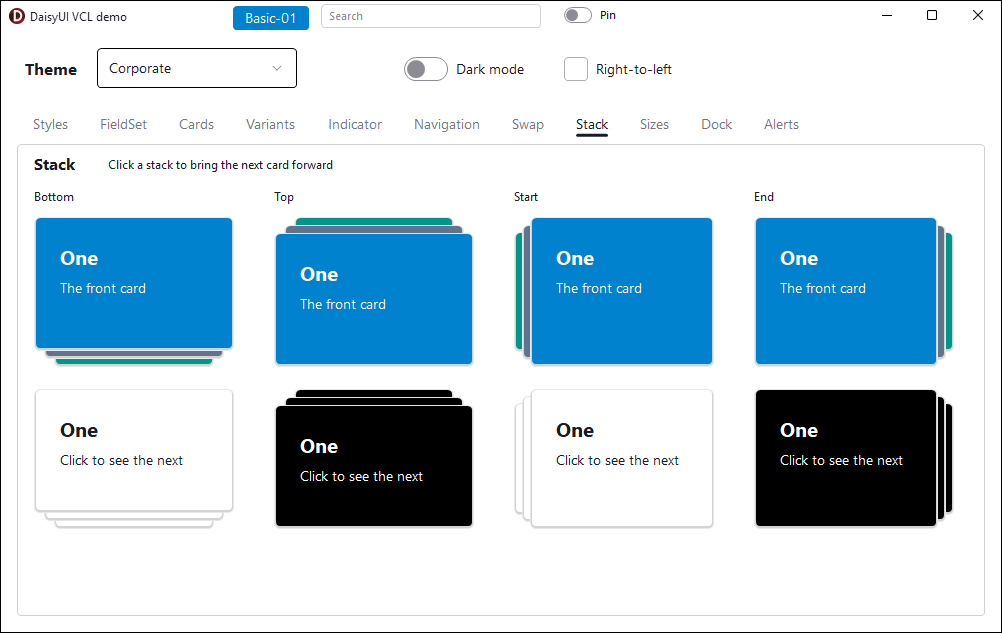 DaisyUI VCL demo
Basic-01
Search
Pin
Theme
Corporate
Dark mode
Right-to-left
Styles
FieldSet
Cards
Variants
Indicator
Navigation
Swap
Stack
Sizes
Dock
Alerts
Stack
Click a stack to bring the next card forward
Bottom
Top
Start
End
One
The front card
One
The front card
One
The front card
One
The front card
One
Click to see the next
One
Click to see the next
One
Click to see the next
One
Click to see the next